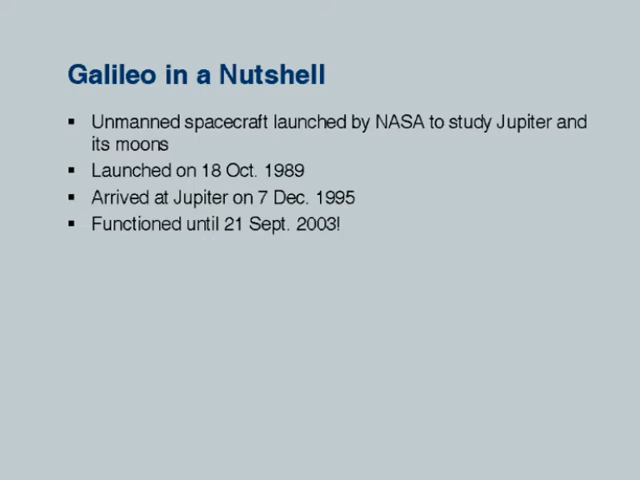 Galileo in a Nutshell
▪ Unmanned spacecraft launched by NASA to study Jupiter and
its moons
▪ Launched on 18 Oct. 1989
▪ Arrived at Jupiter on 7 Dec. 1995
▪ Functioned until 21 Sept. 2003!